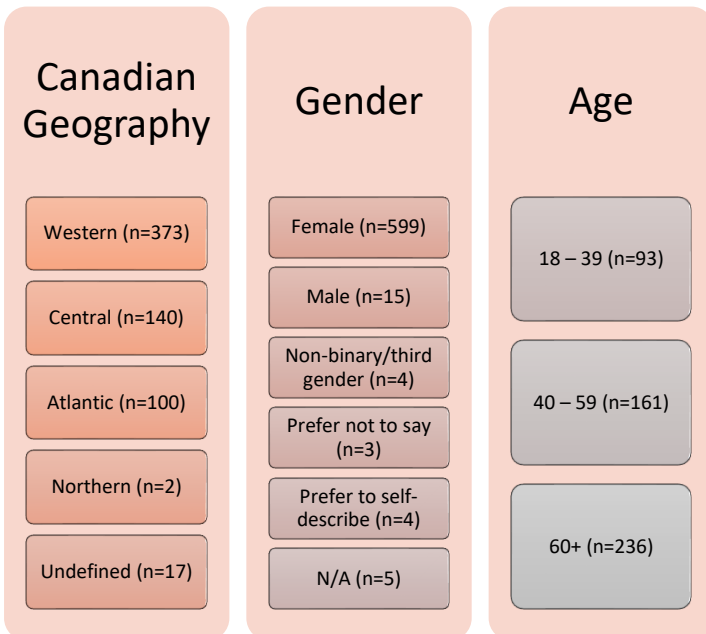 Canadian
Geography
Western (n=373)
Central (n=140)
Atlantic (n=100)
Northern (n=2)
Undefined (n=17)
Gender
Female (n=599)
Male (n=15)
Non-binary/third
gender (n=4)
Prefer not to say
(n=3)
Prefer to self-
describe (n=4)
N/A (n=5)
Age
18 – 39 (n=93)
40 – 59 (n=161)
60+ (n=236)